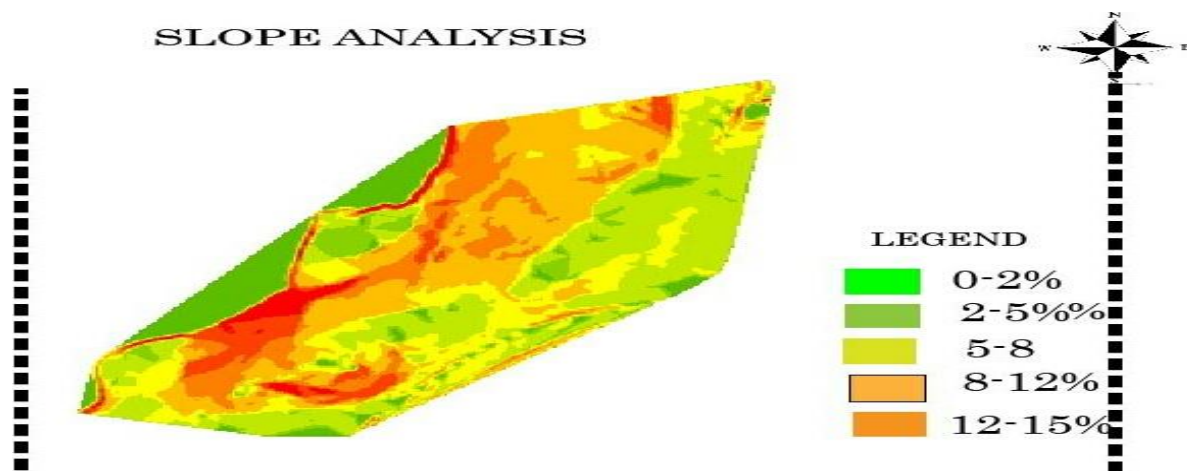 SLOPE ANALYSIS
N
W E
LEGEND
0-2%
2-5%%
5-8
8-12%
12-15%